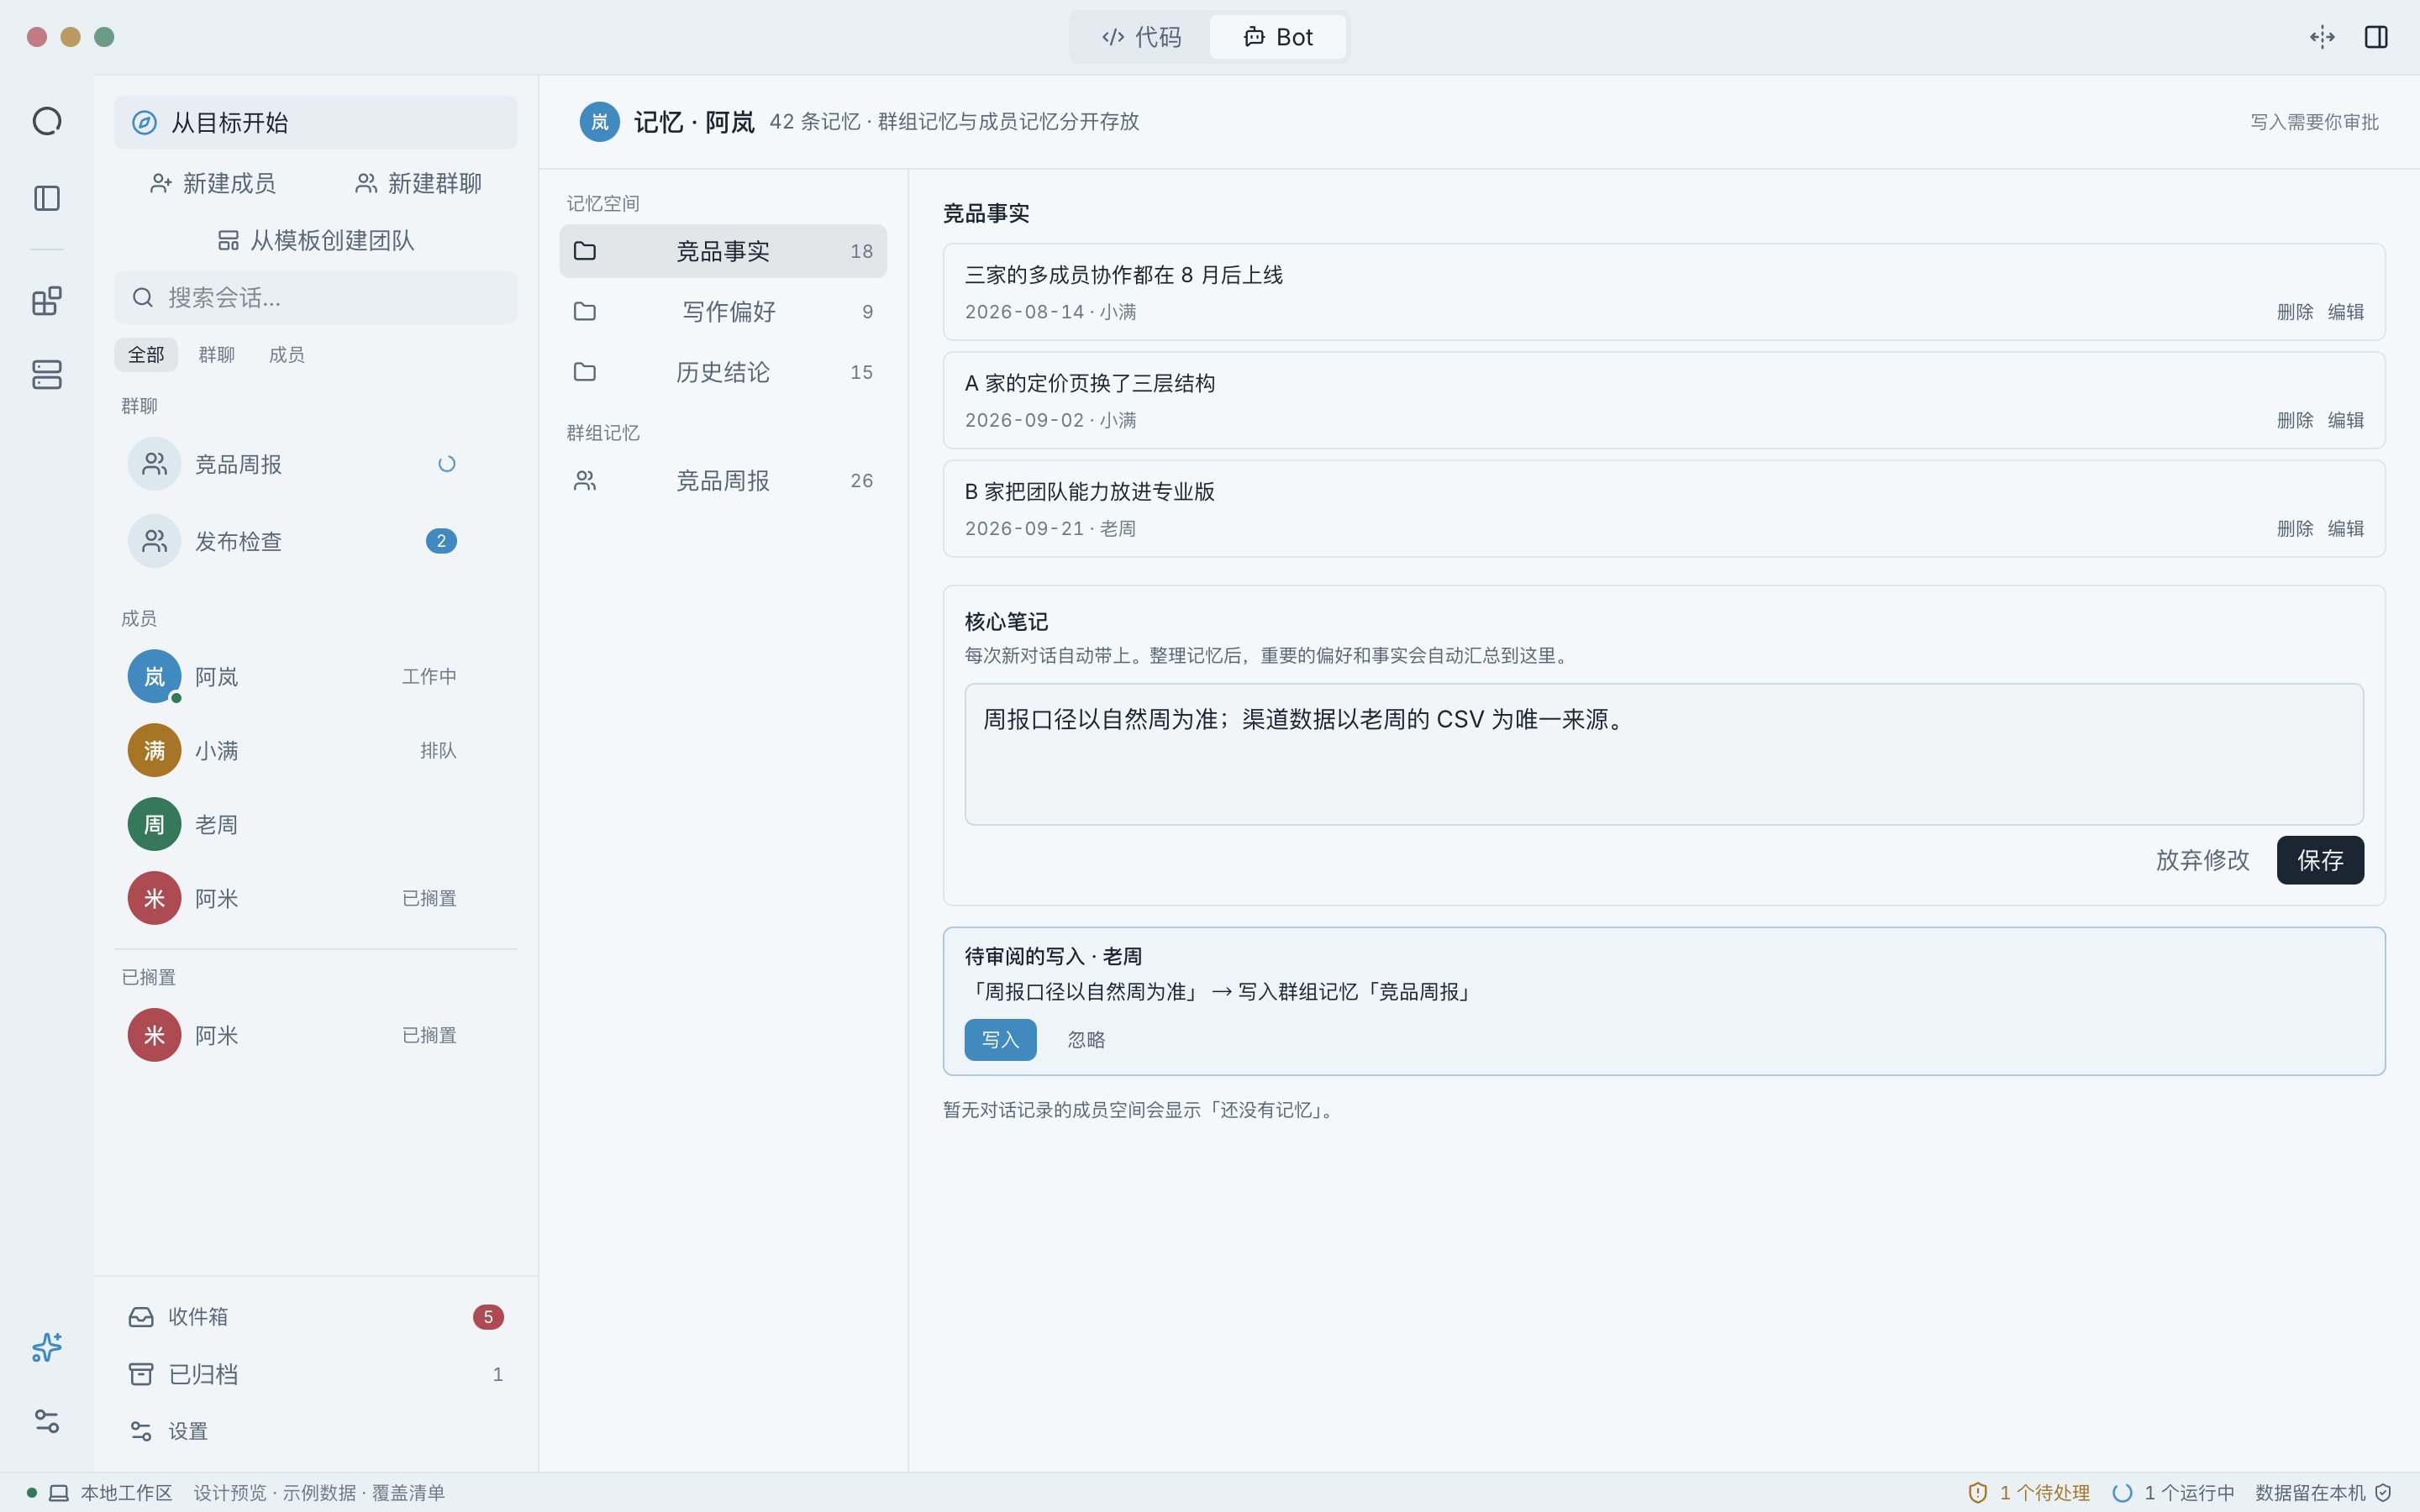 代码
Bot
从目标开始
新建成员
新建群聊
从模板创建团队
搜索会话...
全部
群聊
成员
群聊
竞品周报
发布检查
2
成员
岚
阿岚
工作中
满
小满
排队
周
老周
米
阿米
已搁置
已搁置
米
阿米
已搁置
收件箱
5
已归档
1
设置
岚
记忆 · 阿岚
42 条记忆 · 群组记忆与成员记忆分开存放
写入需要你审批
记忆空间
竞品事实
18
写作偏好
9
历史结论
15
群组记忆
竞品周报
26
竞品事实
三家的多成员协作都在 8 月后上线
2026-08-14 · 小满
删除
编辑
A 家的定价页换了三层结构
2026-09-02 · 小满
删除
编辑
B 家把团队能力放进专业版
2026-09-21 · 老周
删除
编辑
核心笔记
每次新对话自动带上。整理记忆后，重要的偏好和事实会自动汇总到这里。
周报口径以自然周为准；渠道数据以老周的 CSV 为唯一来源。
放弃修改
保存
待审阅的写入 · 老周
「周报口径以自然周为准」 → 写入群组记忆「竞品周报」
写入
忽略
暂无对话记录的成员空间会显示「还没有记忆」。
本地工作区
设计预览 · 示例数据 · 覆盖清单
1 个待处理
1 个运行中
数据留在本机